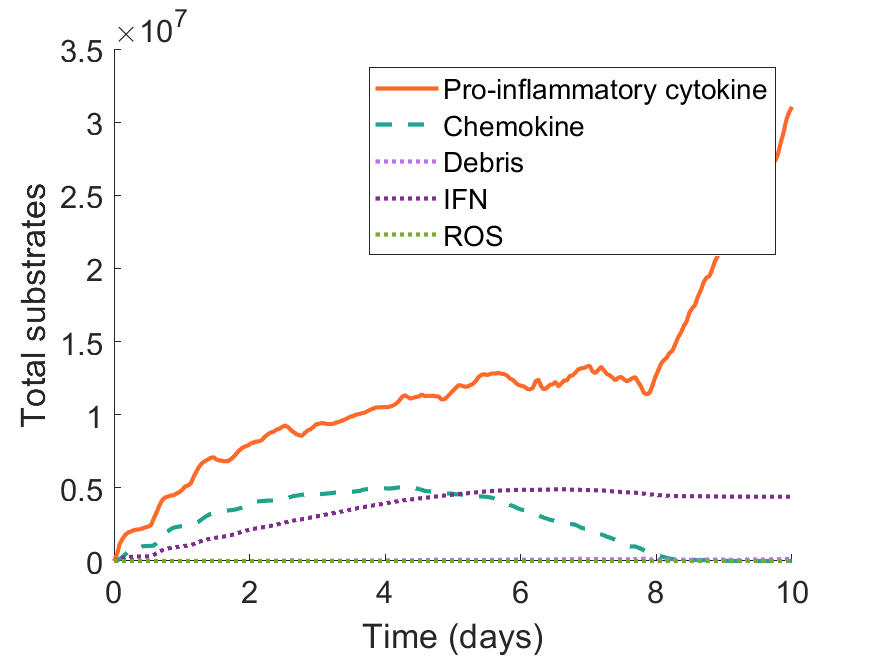 ×10^7
3.5
3
2.5
2
1.5
1
0.5
0
Total substrates
Pro-inflammatory cytokine
Chemokine
Debris
IFN
ROS
0 2 4 6 8 10
Time (days)